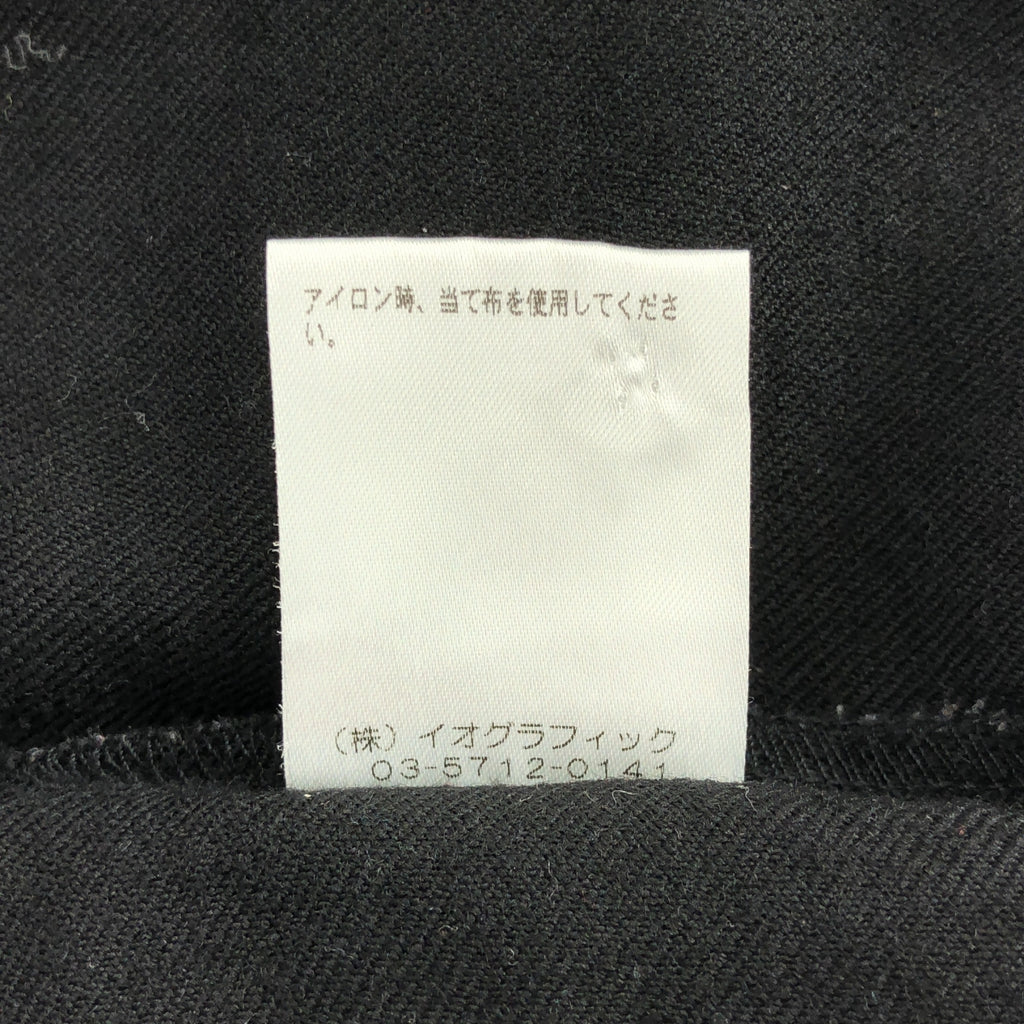 アイロン時、当て布を使用してくださ
い。
（株）イオグラフィック
03-5712-0141